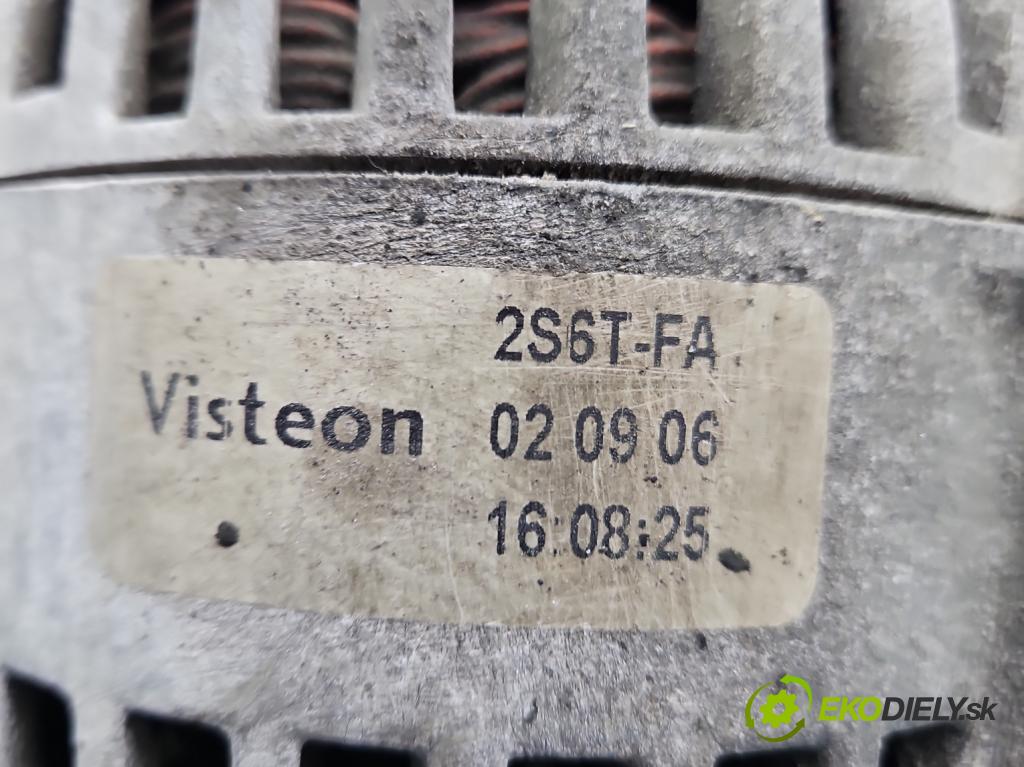 2S6T-FA
Visteon 02 09 06
16:08:25
EKODIELY.sk